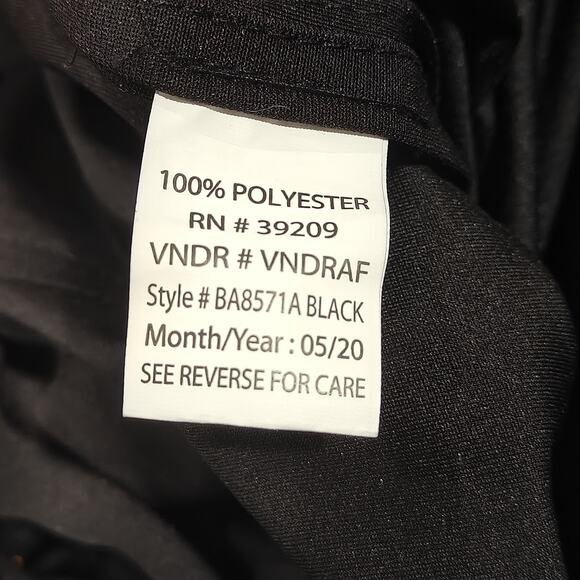 100% POLYESTER
RN # 39209
VNDR # VNDRAF
Style # BA8571A BLACK
Month/Year : 05/20
SEE REVERSE FOR CARE